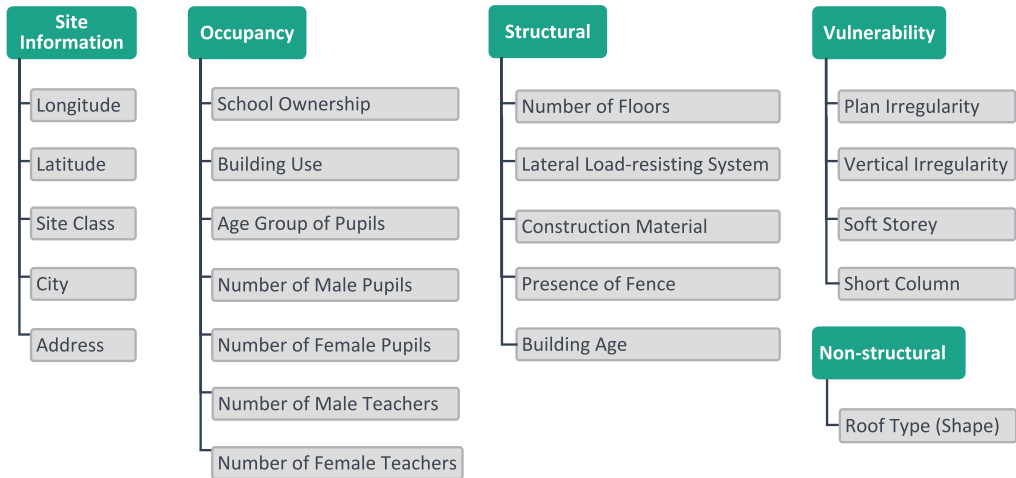 Site
Information
Longitude
Latitude
Site Class
City
Address
Occupancy
School Ownership
Building Use
Age Group of Pupils
Number of Male Pupils
Number of Female Pupils
Number of Male Teachers
Number of Female Teachers
Structural
Number of Floors
Lateral Load-resisting System
Construction Material
Presence of Fence
Building Age
Vulnerability
Plan Irregularity
Vertical Irregularity
Soft Storey
Short Column
Non-structural
Roof Type (Shape)